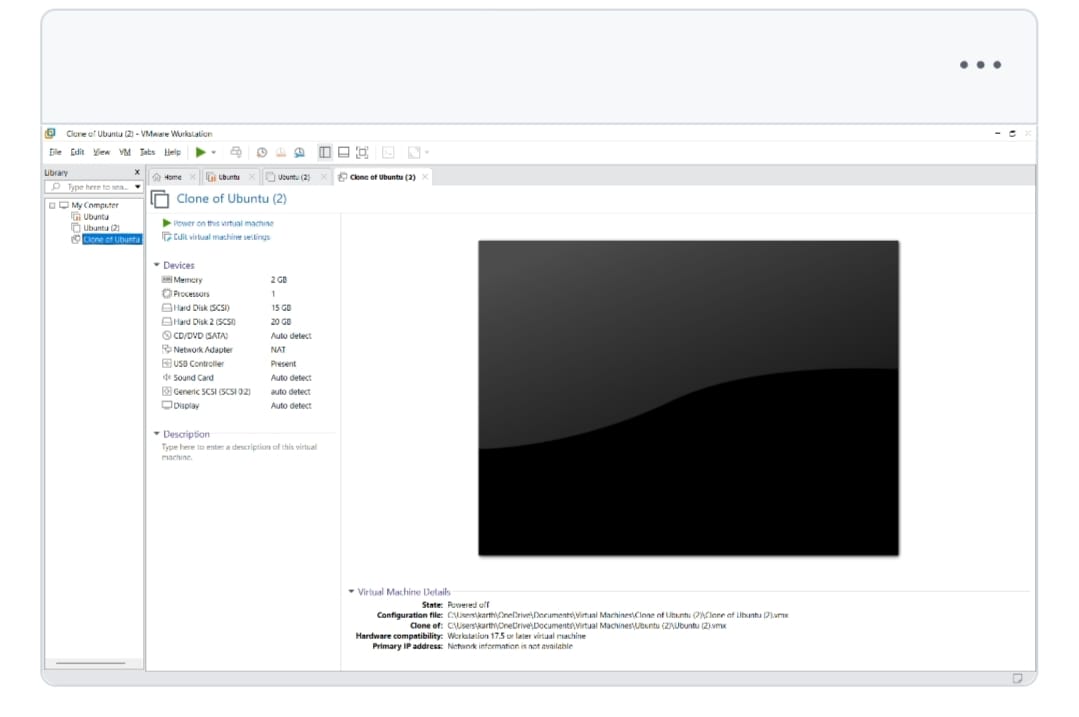 Clone of Ubuntu (2) - VMware Workstation
File Edit View VM Tabs Help
Library X
Type here to sea...
Home Ubuntu Ubuntu (2) Clone of Ubuntu (2)
My Computer
Ubuntu
Ubuntu (2)
Clone of Ubuntu
Clone of Ubuntu (2)
Power on this virtual machine
Edit virtual machine settings
Devices
Memory 2 GB
Processors 1
Hard Disk (SCSI) 15 GB
Hard Disk 2 (SCSI) 20 GB
CD/DVD (SATA) Auto detect
Network Adapter NAT
USB Controller Present
Sound Card Auto detect
Generic SCSI (SCSI 0:2) auto detect
Display Auto detect
Description
Type here to enter a description of this virtual
machine.
Virtual Machine Details
State: Powered off
Configuration file: C:\Users\karth\OneDrive\Documents\Virtual Machines\Clone of Ubuntu (2)\Clone of Ubuntu (2).vmx
Clone of: C:\Users\karth\OneDrive\Documents\Virtual Machines\Ubuntu (2)\Ubuntu (2).vmx
Hardware compatibility: Workstation 17.5 or later virtual machine
Primary IP address: Network information is not available